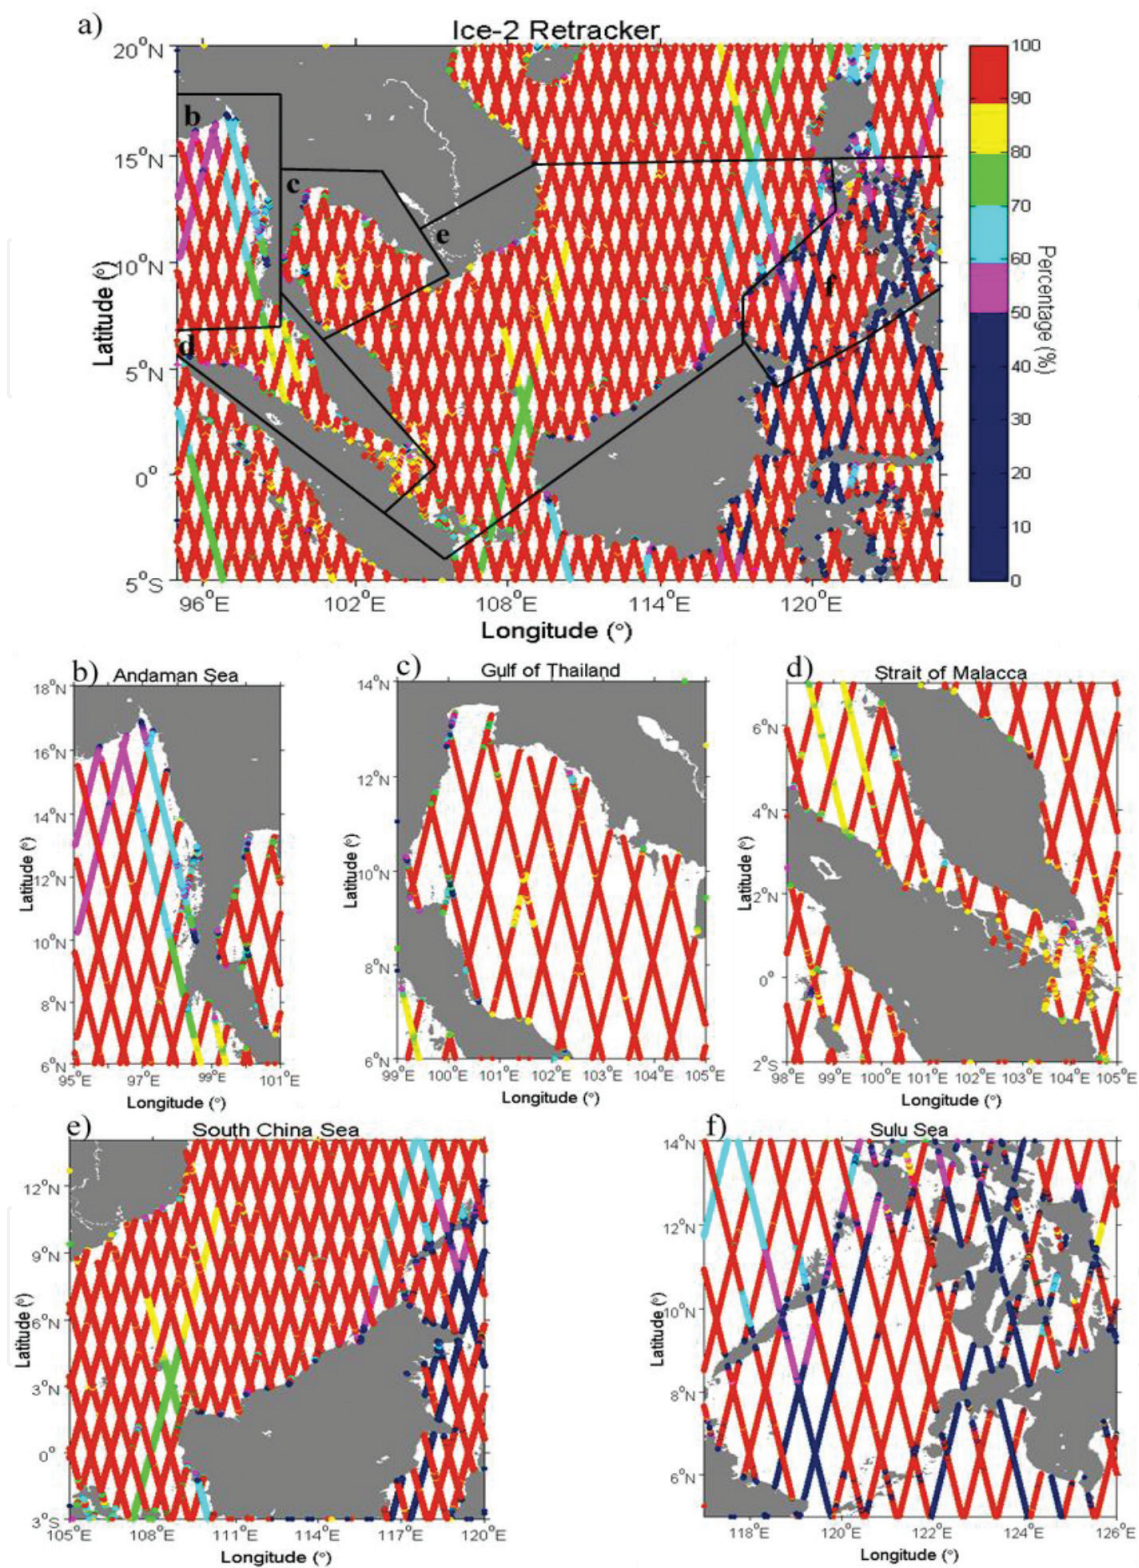 a)
Ice-2 Retracker
20°N
15°N
10°N
5°N
0°
5°S
Latitude (°)
b
c
d
e
f
96°E 102°E 108°E 114°E 120°E
Longitude (°)
100
90
80
70
60
50
40
30
20
10
0
Percentage (%)
b)
Andaman Sea
18°N
16°N
14°N
12°N
10°N
8°N
6°N
Latitude (°)
95°E 97°E 99°E 101°E
Longitude (°)
c)
Gulf of Thailand
14°N
12°N
10°N
8°N
6°N
Latitude (°)
99°E 100°E 101°E 102°E 103°E 104°E 105°E
Longitude (°)
d)
Strait of Malacca
6°N
4°N
2°N
0°
2°S
Latitude (°)
98°E 99°E 100°E 101°E 102°E 103°E 104°E 105°E
Longitude (°)
e)
South China Sea
12°N
9°N
6°N
3°N
0°
3°S
Latitude (°)
105°E 108°E 111°E 114°E 117°E 120°E
Longitude (°)
f)
Sulu Sea
14°N
12°N
10°N
8°N
6°N
Latitude (°)
118°E 120°E 122°E 124°E 126°E
Longitude (°)